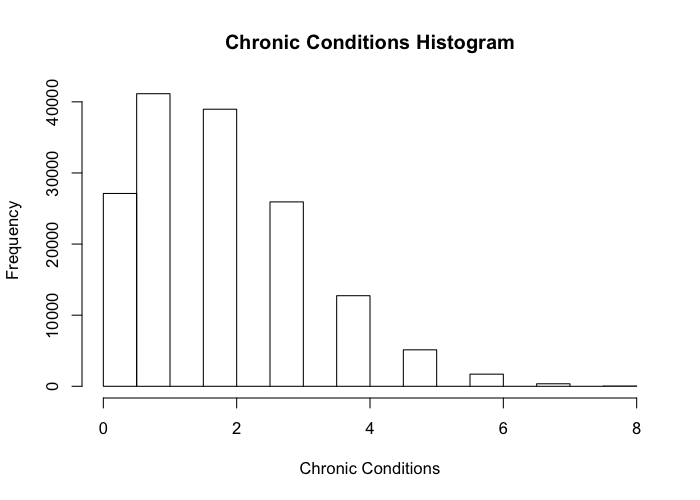 Chronic Conditions Histogram
Frequency
40000
30000
20000
10000
0
0 2 4 6 8
Chronic Conditions